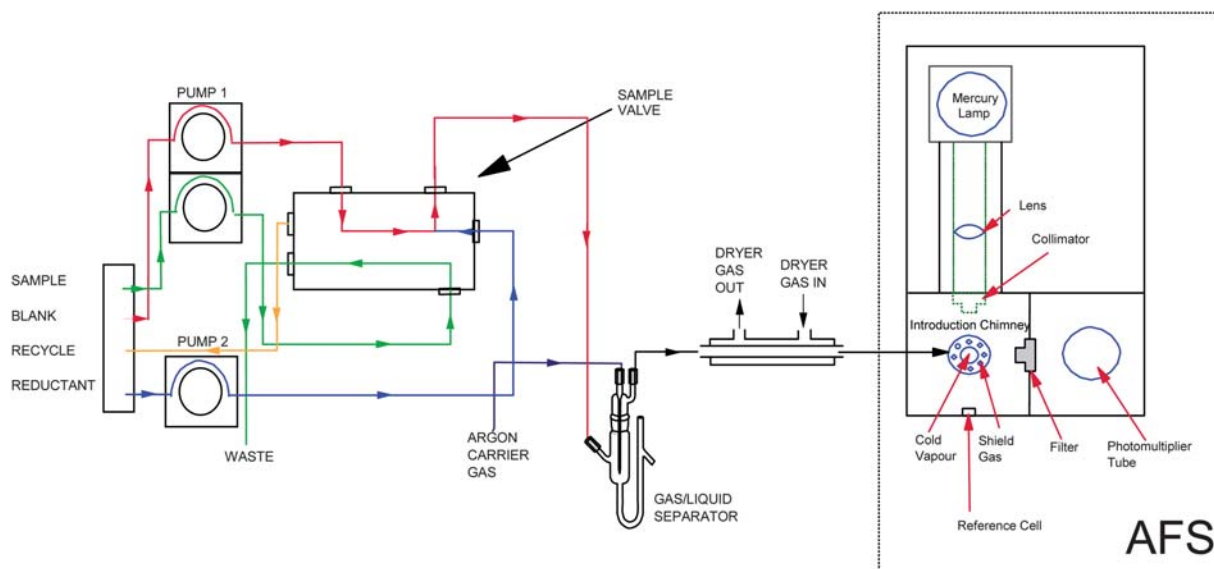 PUMP 1
SAMPLE
VALVE
SAMPLE
BLANK
RECYCLE
REDUCTANT
PUMP 2
WASTE
ARGON
CARRIER
GAS
GAS/LIQUID
SEPARATOR
DRYER
GAS
OUT
DRYER
GAS IN
Mercury
Lamp
Lens
Collimator
Introduction Chimney
Cold
Vapour
Shield
Gas
Filter
Photomultiplier
Tube
Reference Cell
AFS